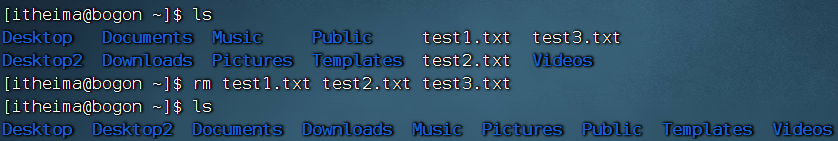 [itheima@bogon ~]$ ls
Desktop   Documents  Music     Public     test1.txt  test3.txt
Desktop2  Downloads  Pictures  Templates  test2.txt  Videos
[itheima@bogon ~]$ rm test1.txt test2.txt test3.txt
[itheima@bogon ~]$ ls
Desktop  Desktop2  Documents  Downloads  Music  Pictures  Public  Templates  Videos